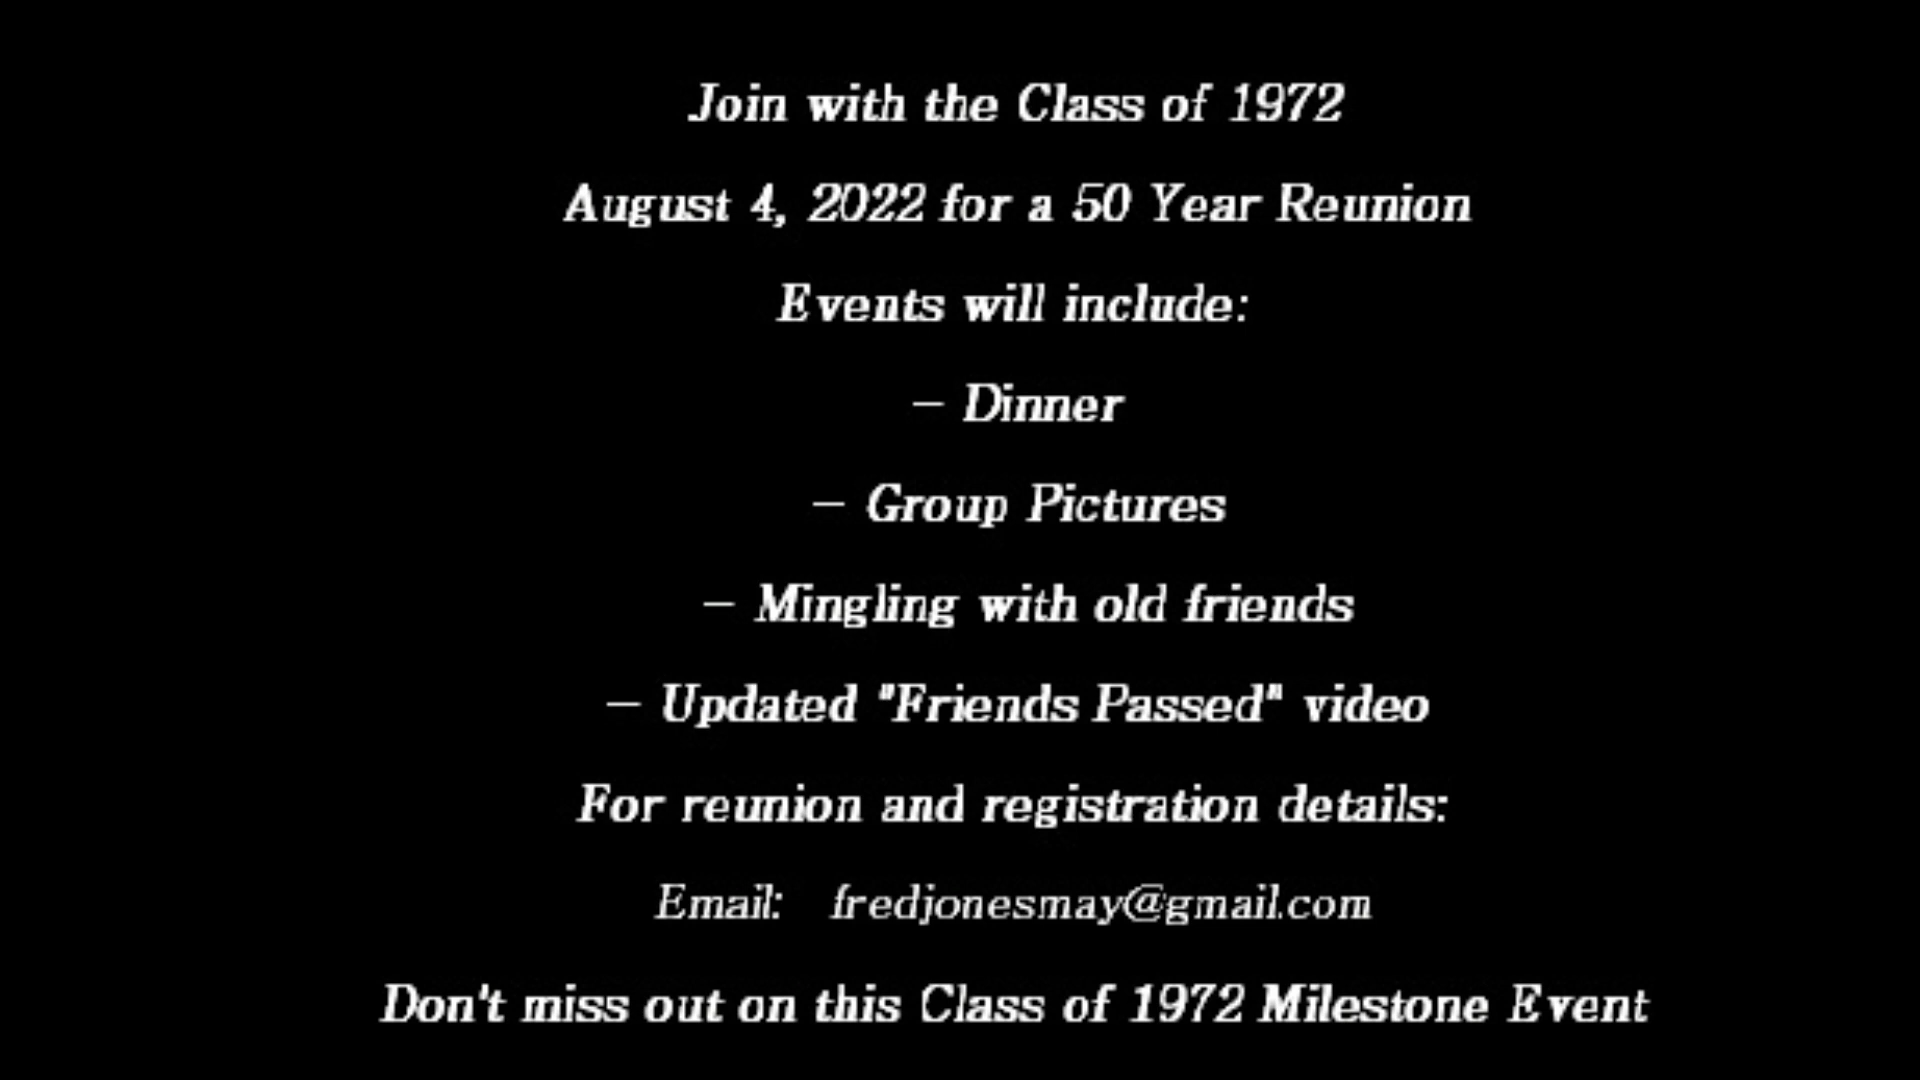 Join with the Class of 1972
August 4, 2022 for a 50 Year Reunion
Events will include:
– Dinner
– Group Pictures
– Mingling with old friends
– Updated "Friends Passed" video
For reunion and registration details:
Email: fredjonesmay@gmail.com
Don't miss out on this Class of 1972 Milestone Event